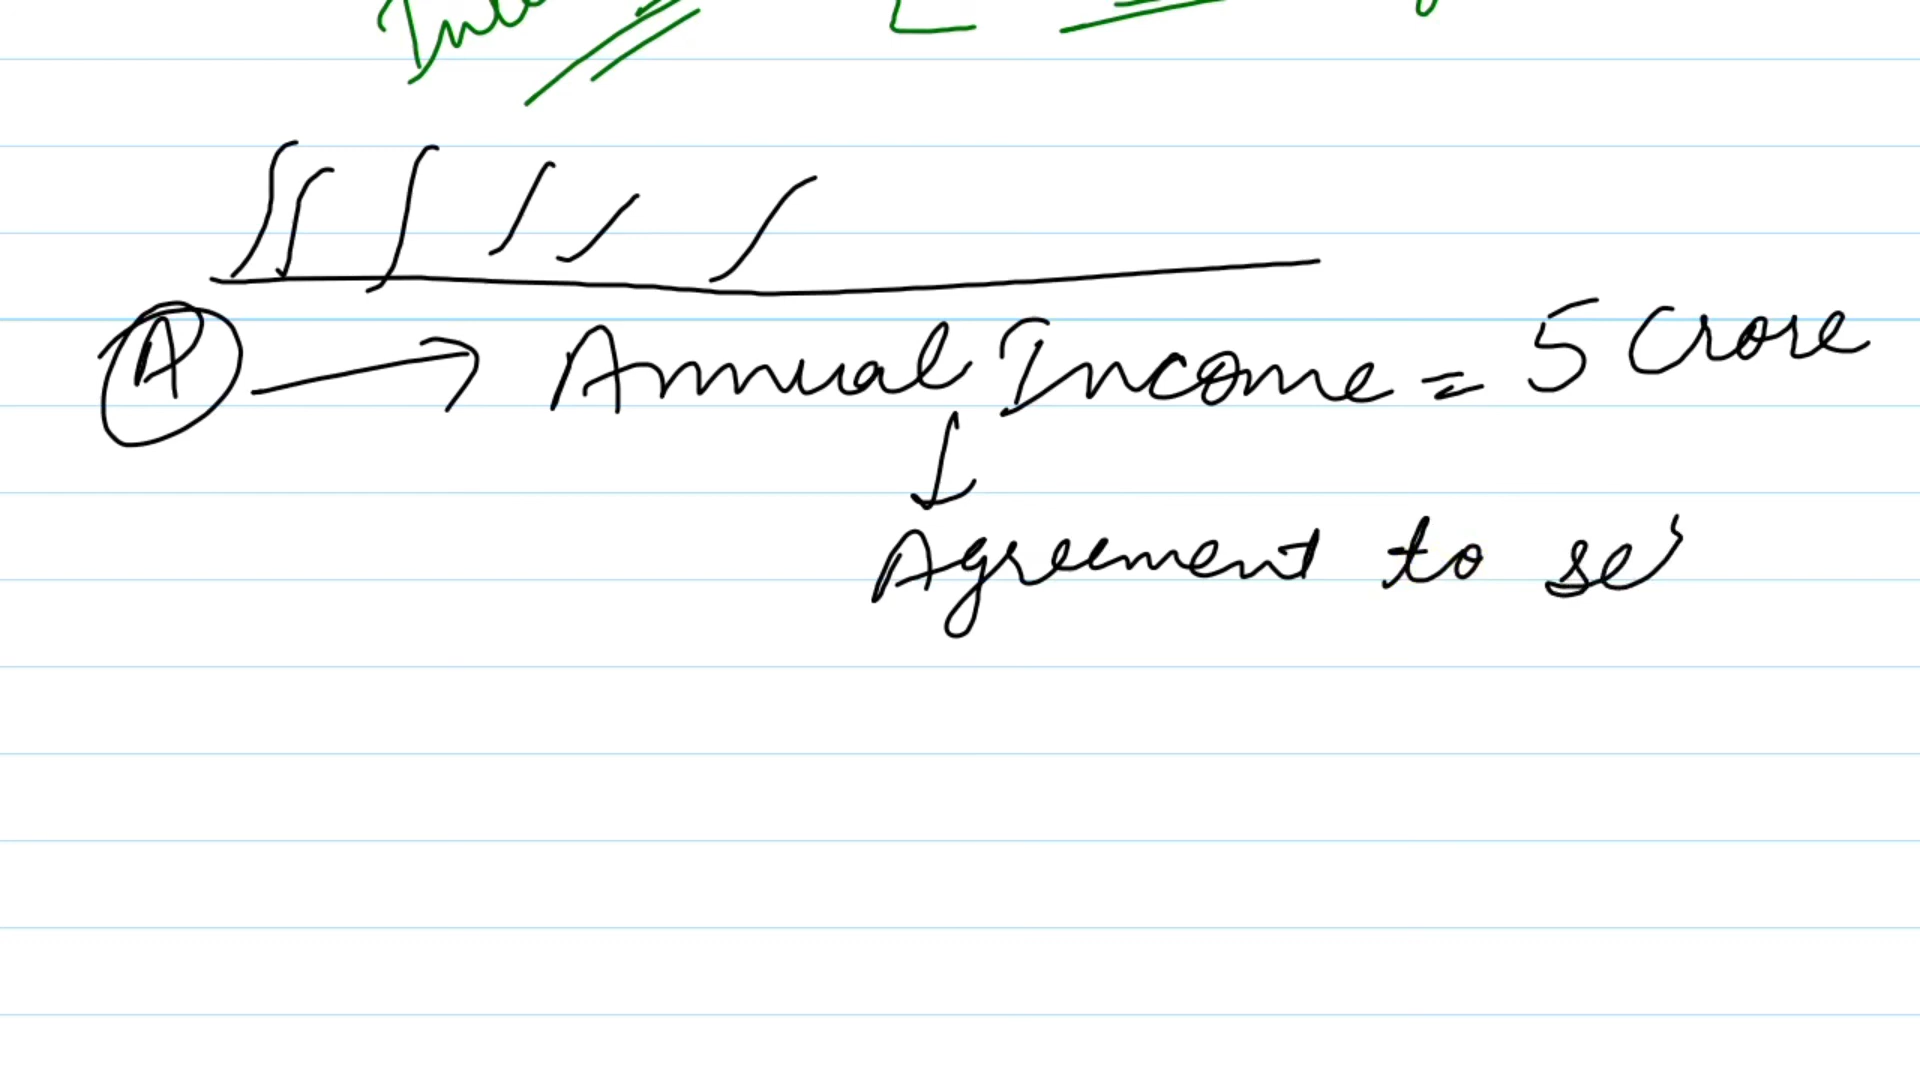 A → Annual Income = 5 Crore
↓
Agreement to se